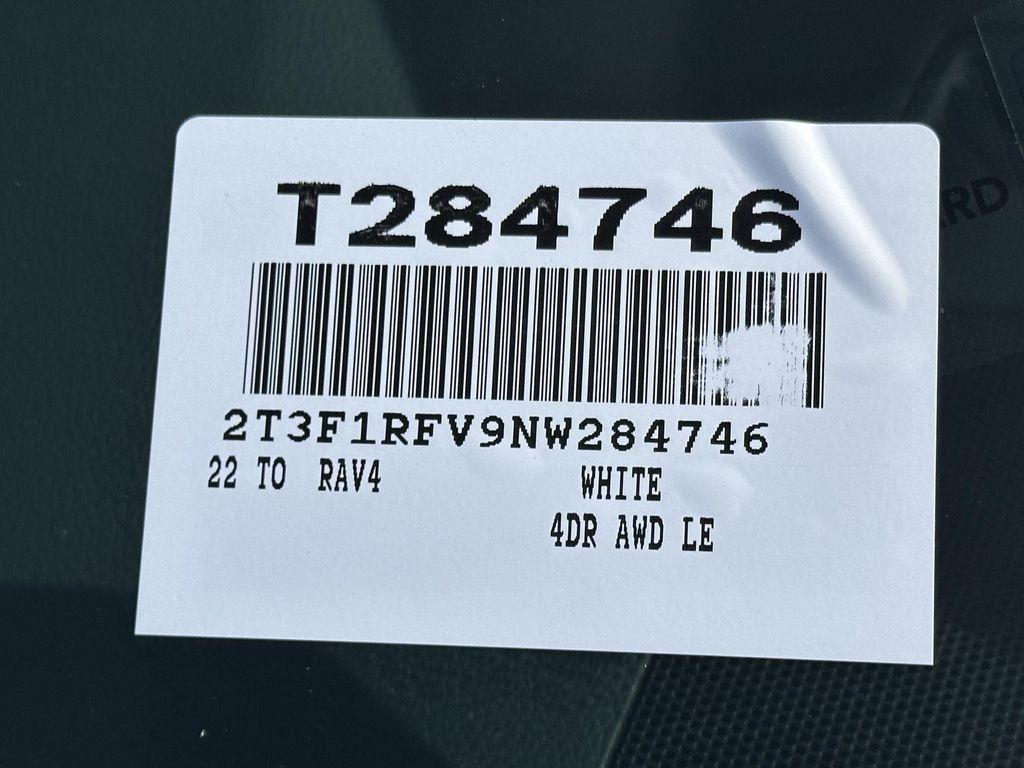 T284746
2T3F1RFV9NW284746
22 TO RAV4 WHITE
4DR AWD LE